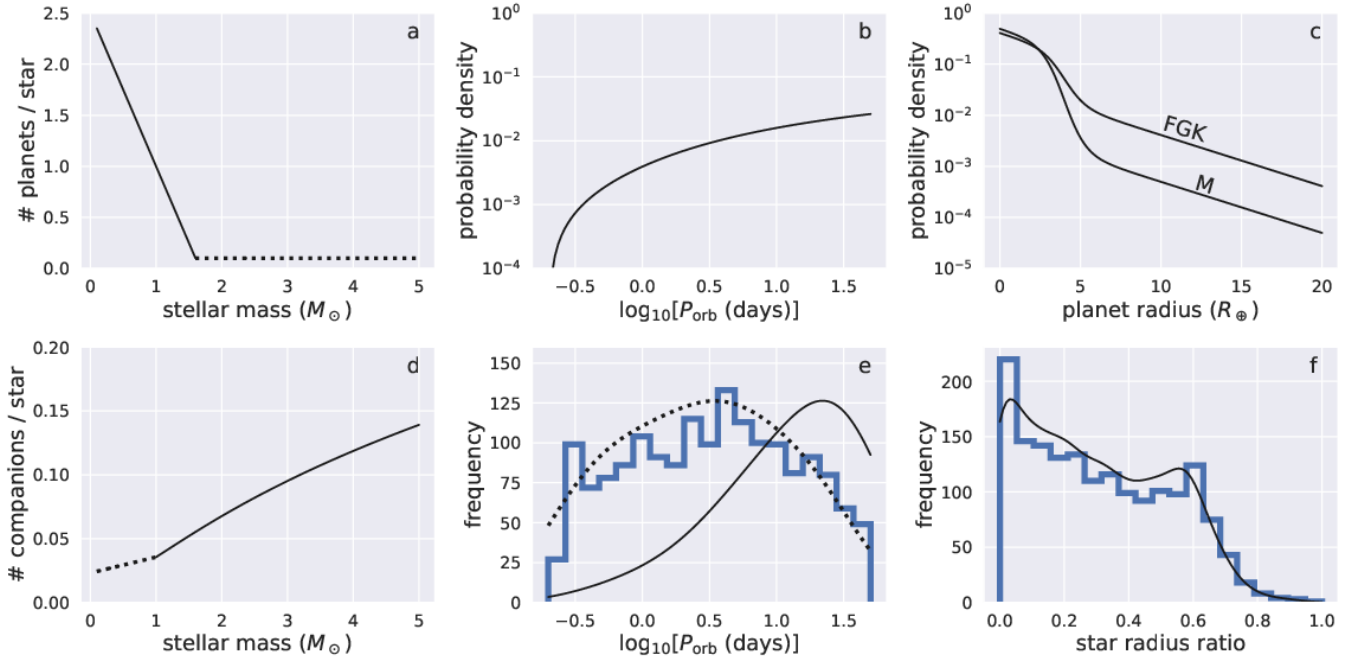 a
2.5
2.0
1.5
1.0
0.5
0.0
# planets / star
0 1 2 3 4 5
stellar mass (M☉)
b
10⁰
10⁻¹
10⁻²
10⁻³
10⁻⁴
probability density
−0.5 0.0 0.5 1.0 1.5
log₁₀[Porb (days)]
c
10⁰
10⁻¹
10⁻²
10⁻³
10⁻⁴
10⁻⁵
probability density
FGK
M
0 5 10 15 20
planet radius (R⊕)
d
0.20
0.15
0.10
0.05
0.00
# companions / star
0 1 2 3 4 5
stellar mass (M☉)
e
150
125
100
75
50
25
0
frequency
−0.5 0.0 0.5 1.0 1.5
log₁₀[Porb (days)]
f
200
150
100
50
0
frequency
0.0 0.2 0.4 0.6 0.8 1.0
star radius ratio